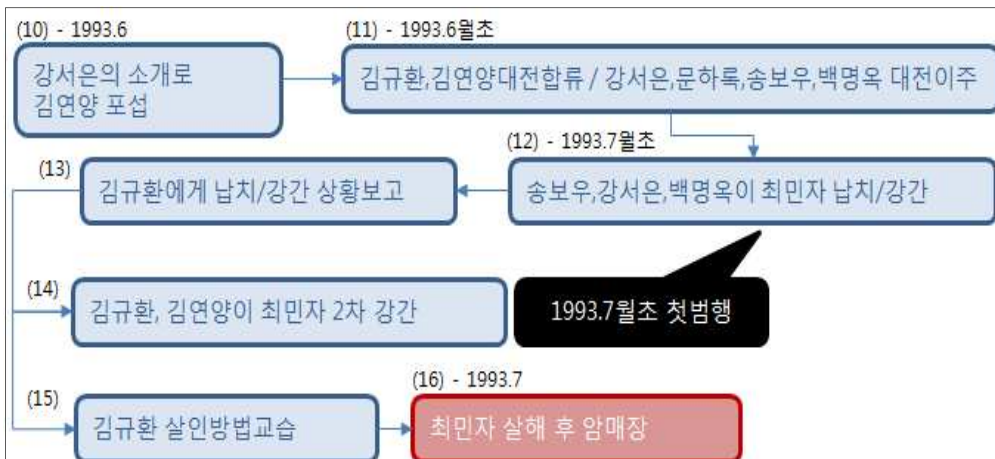 (10) - 1993.6
강서은의 소개로
김연양 포섭
(11) - 1993.6월초
김규환,김연양대전합류 / 강서은,문하록,송보우,백명옥 대전이주
(12) - 1993.7월초
송보우,강서은,백명옥이 최민자 납치/강간
(13)
김규환에게 납치/강간 상황보고
(14)
김규환, 김연양이 최민자 2차 강간
1993.7월초 첫범행
(15)
김규환 살인방법교습
(16) - 1993.7
최민자 살해 후 암매장